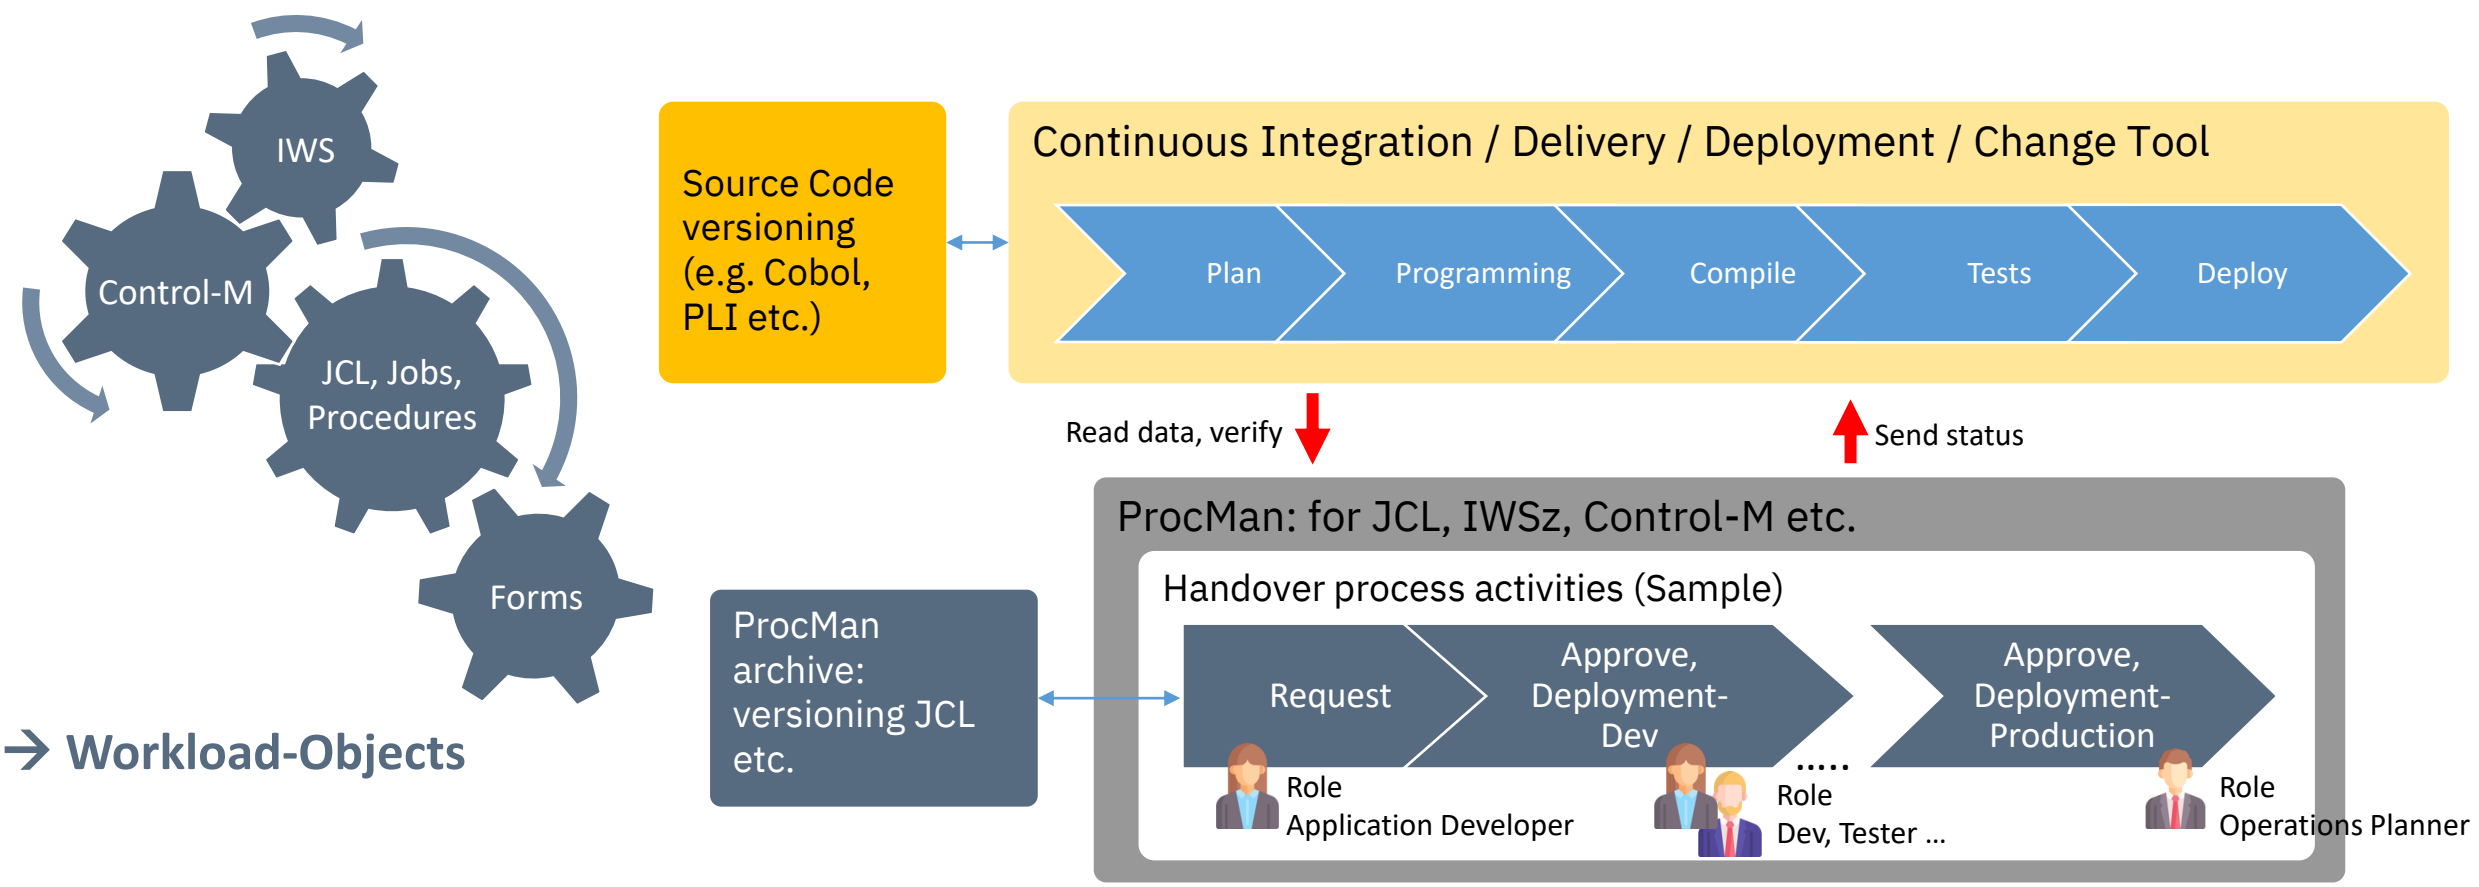 IWS
Control-M
JCL, Jobs,
Procedures
Forms
→ Workload-Objects
Source Code
versioning
(e.g. Cobol,
PLI etc.)
Continuous Integration / Delivery / Deployment / Change Tool
Plan
Programming
Compile
Tests
Deploy
Read data, verify
Send status
ProcMan: for JCL, IWSz, Control-M etc.
Handover process activities (Sample)
ProcMan
archive:
versioning JCL
etc.
Request
Approve,
Deployment-
Dev
.....
Approve,
Deployment-
Production
Role
Application Developer
Role
Dev, Tester ...
Role
Operations Planner